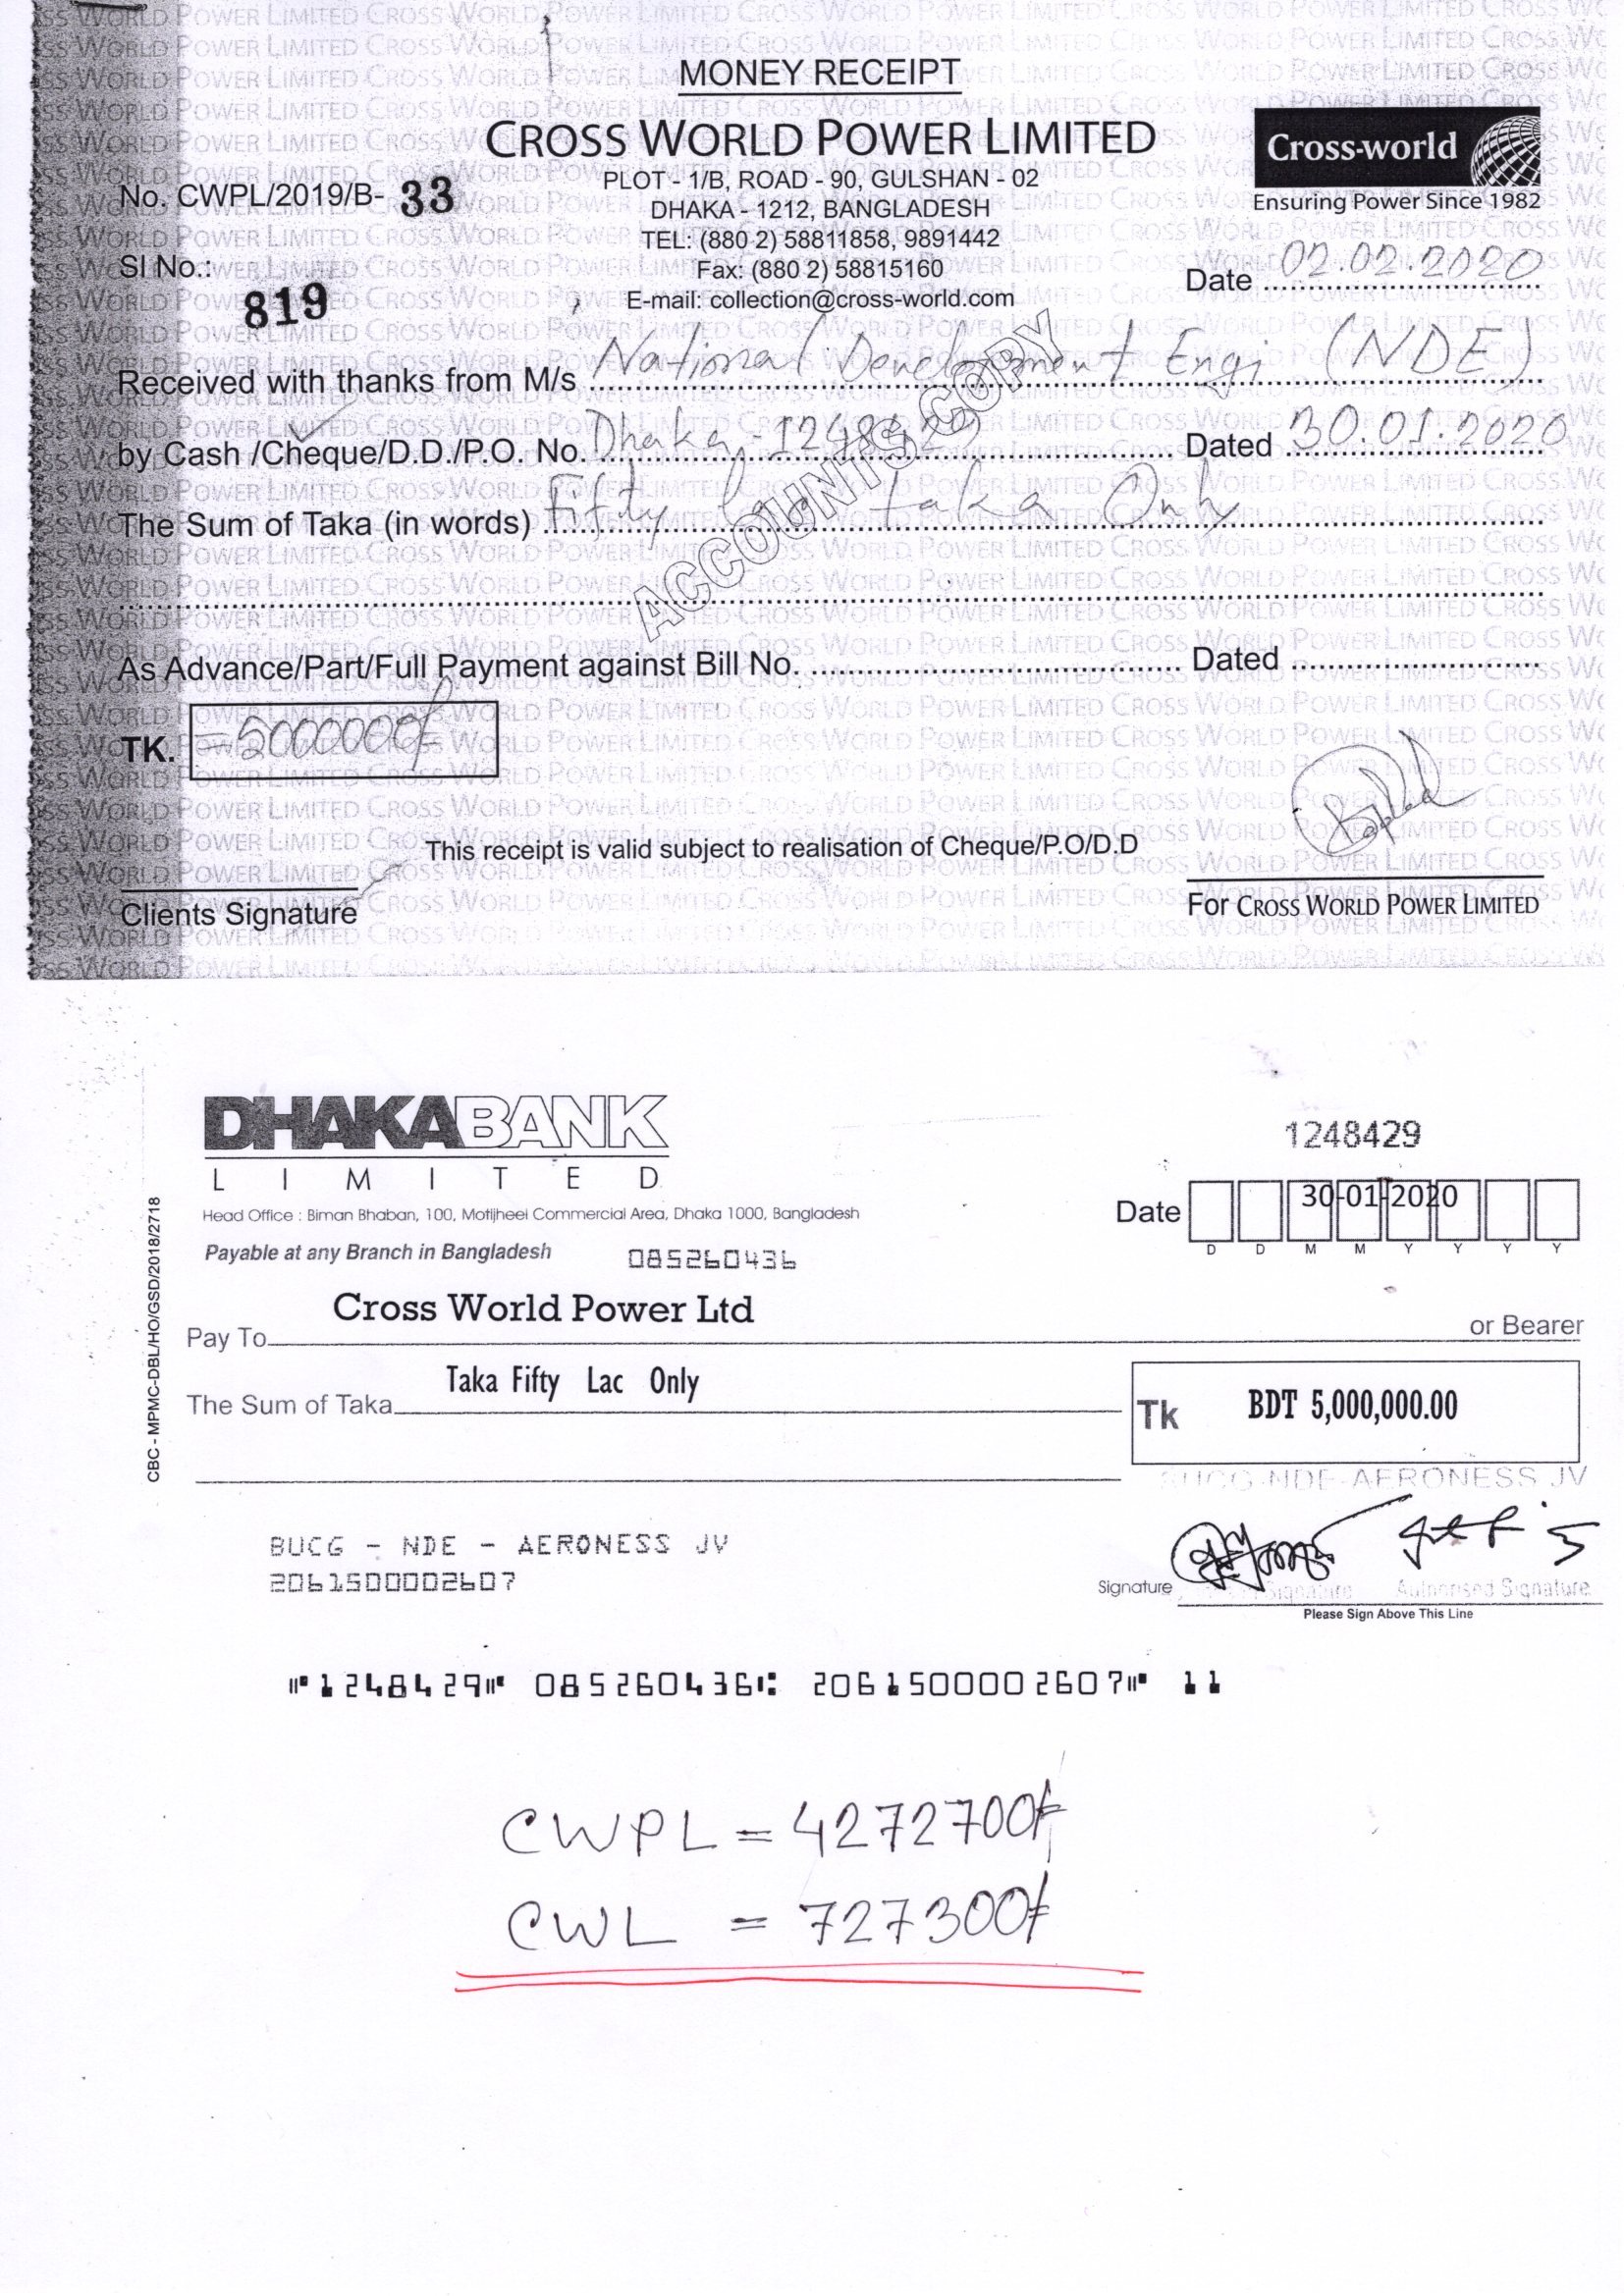 MONEY RECEIPT
CROSS WORLD POWER LIMITED
Cross-world
Ensuring Power Since 1982
No. CWPL/2019/B- 33
PLOT - 1/B, ROAD - 90, GULSHAN - 02
DHAKA - 1212, BANGLADESH
TEL: (880 2) 58811858, 9891442
Fax: (880 2) 58815160
E-mail: collection@cross-world.com
SI No.: 819
Date 02.02.2020
Received with thanks from M/s National Development Engi (NDE)
by Cash /Cheque/D.D./P.O. No. Dhaka - 1248429 Dated 30.01.2020
The Sum of Taka (in words) Fifty Lac taka Only
ACCOUNTS COPY
As Advance/Part/Full Payment against Bill No. Dated
TK. =5000000/=
This receipt is valid subject to realisation of Cheque/P.O/D.D
Clients Signature
For CROSS WORLD POWER LIMITED
DHAKABANK
LIMITED
Head Office : Biman Bhaban, 100, Motijheel Commercial Area, Dhaka 1000, Bangladesh
Payable at any Branch in Bangladesh 085260436
1248429
Date 30-01-2020
D D M M Y Y Y Y
CBC - MPMC-DBL/HO/GSD/2018/2718
Pay To Cross World Power Ltd or Bearer
The Sum of Taka Taka Fifty Lac Only
Tk BDT 5,000,000.00
BUCG-NDE-AERONESS JV
BUCG - NDE - AERONESS JV
2061500002607
Signature
Signature Authorised Signature
Please Sign Above This Line
⑈1248429⑈ 085260436⑆ 2061500002607⑈ 11
CWPL = 4272700/=
CWL = 727300/=